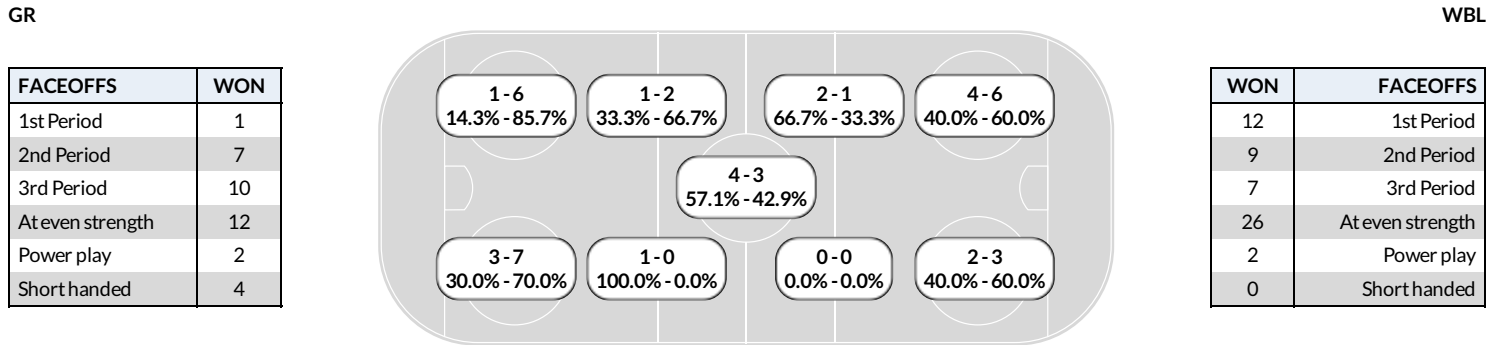 GR
WBL
FACEOFFS WON
1st Period 1
2nd Period 7
3rd Period 10
At even strength 12
Power play 2
Short handed 4
1 - 6
14.3% - 85.7%
1 - 2
33.3% - 66.7%
2 - 1
66.7% - 33.3%
4 - 6
40.0% - 60.0%
4 - 3
57.1% - 42.9%
3 - 7
30.0% - 70.0%
1 - 0
100.0% - 0.0%
0 - 0
0.0% - 0.0%
2 - 3
40.0% - 60.0%
WON FACEOFFS
12 1st Period
9 2nd Period
7 3rd Period
26 At even strength
2 Power play
0 Short handed